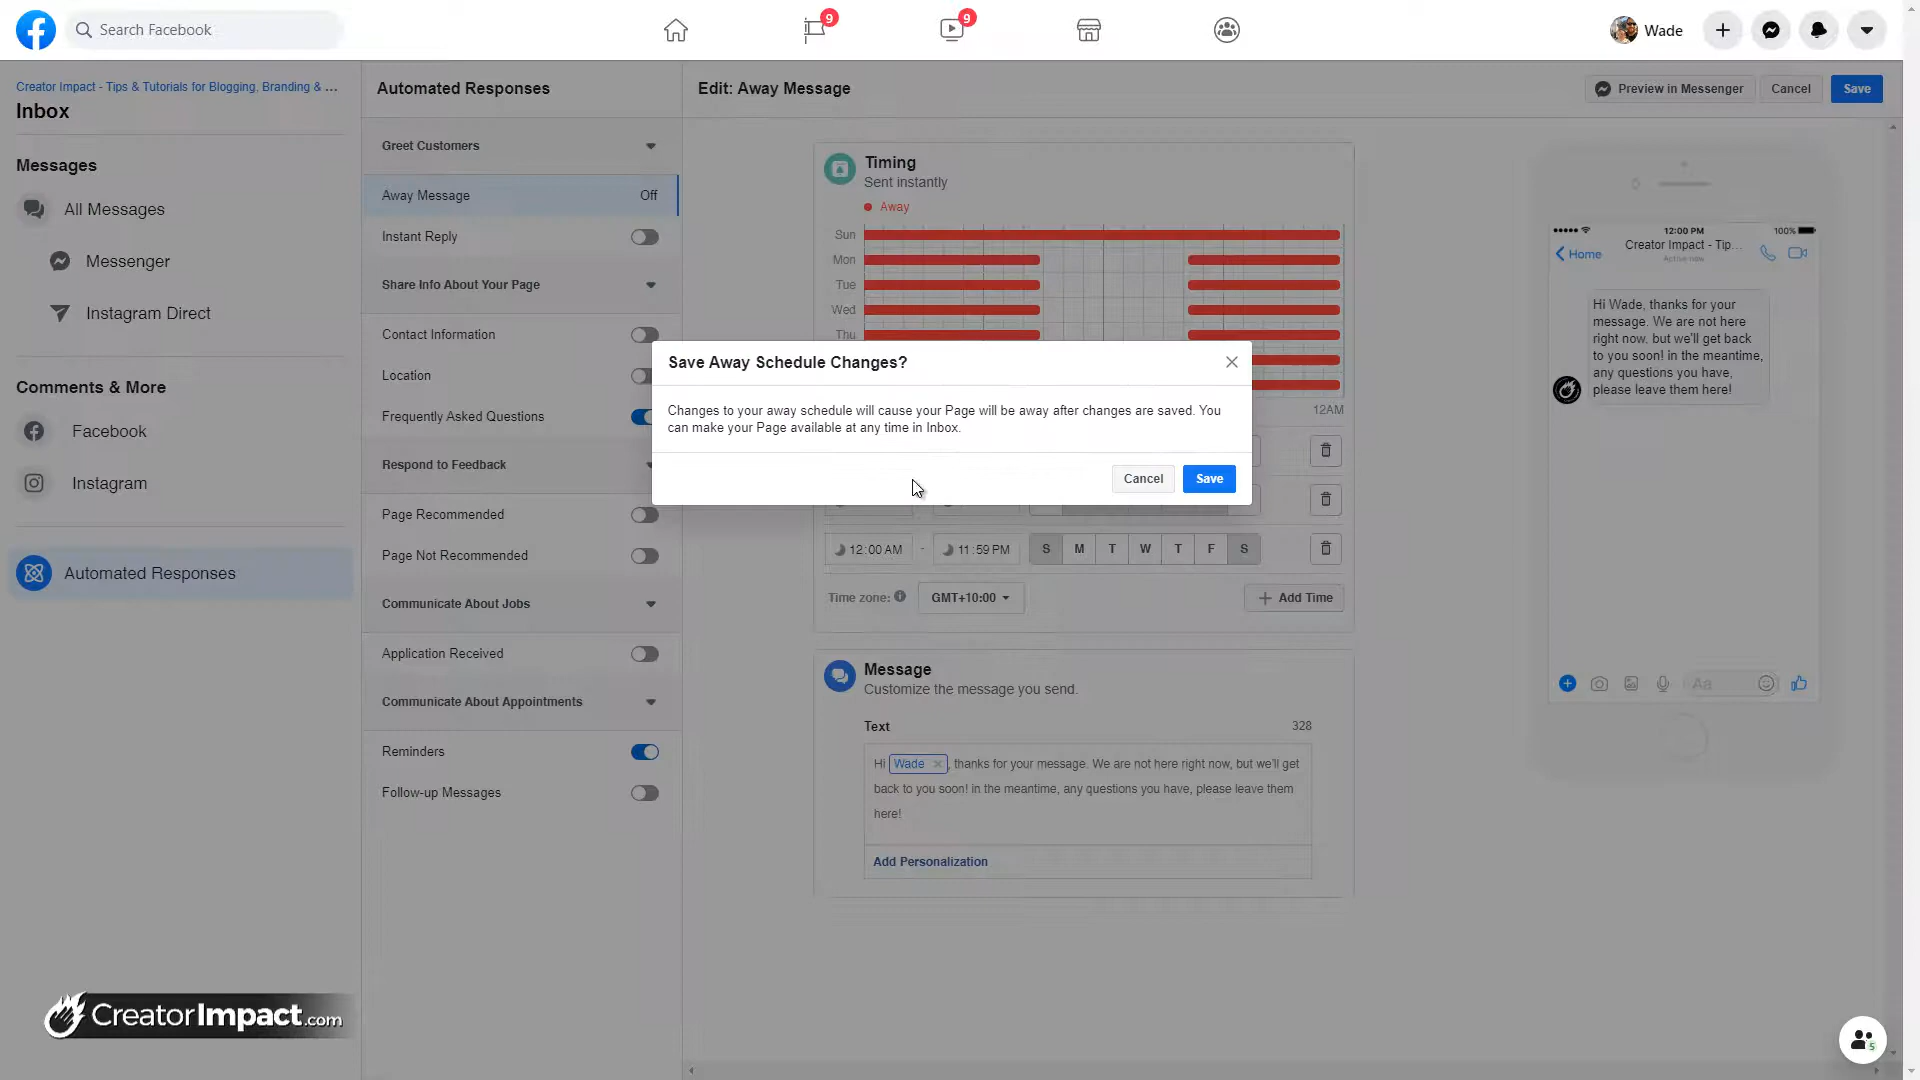 Search Facebook
9
9
Wade
Creator Impact - Tips & Tutorials for Blogging, Branding & ...
Inbox
Messages
All Messages
Messenger
Instagram Direct
Comments & More
Facebook
Instagram
Automated Responses
Automated Responses
Greet Customers
Away Message Off
Instant Reply
Share Info About Your Page
Contact Information
Location
Frequently Asked Questions
Respond to Feedback
Page Recommended
Page Not Recommended
Communicate About Jobs
Application Received
Communicate About Appointments
Reminders
Follow-up Messages
Edit: Away Message
Preview in Messenger
Cancel
Save
Timing
Sent instantly
Away
Sun
Mon
Tue
Wed
Thu
12AM
Save Away Schedule Changes?
Changes to your away schedule will cause your Page will be away after changes are saved. You
can make your Page available at any time in Inbox.
Cancel Save
12:00 AM - 11:59 PM S M T W T F S
Time zone: GMT+10:00 Add Time
Message
Customize the message you send.
Text 328
Hi Wade × , thanks for your message. We are not here right now, but we'll get
back to you soon! in the meantime, any questions you have, please leave them
here!
Add Personalization
12:00 PM 100%
Home
Creator Impact - Tip...
Active now
Hi Wade, thanks for your
message. We are not here
right now, but we'll get back
to you soon! in the meantime,
any questions you have,
please leave them here!
Aa
CreatorImpact.com
5